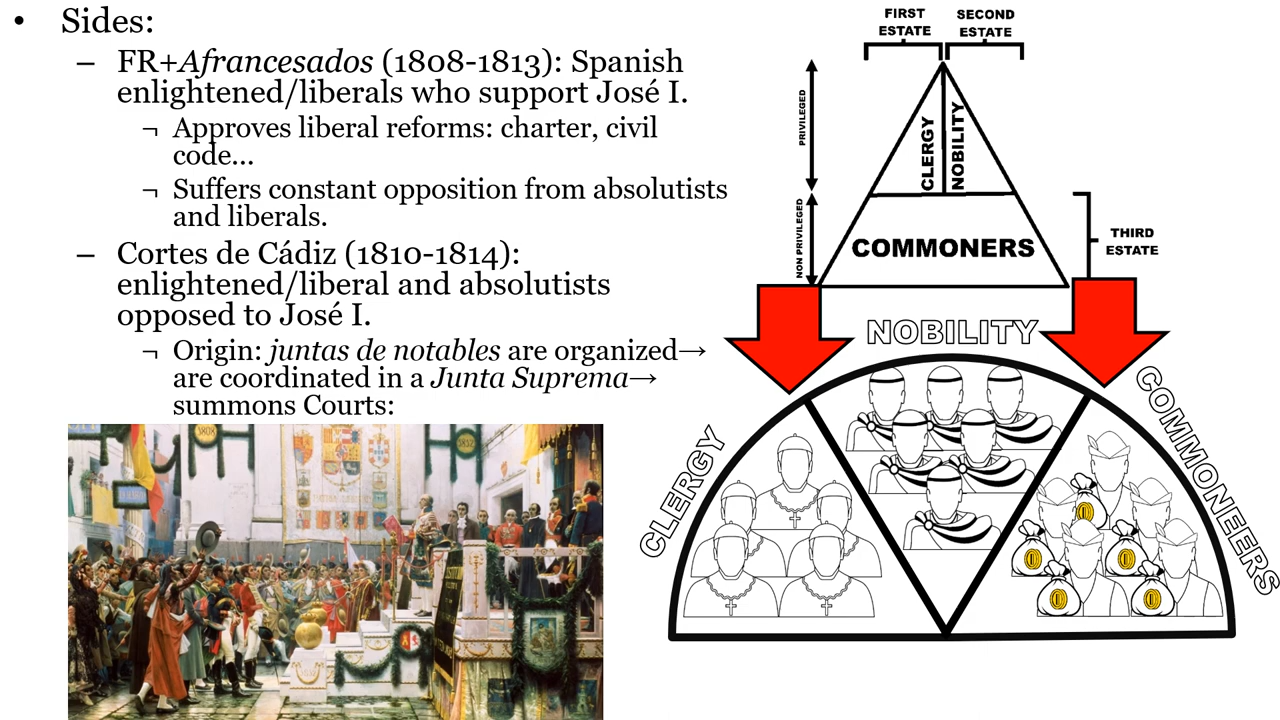 • Sides:
– FR+Afrancesados (1808-1813): Spanish
enlightened/liberals who support José I.
¬ Approves liberal reforms: charter, civil
code…
¬ Suffers constant opposition from absolutists
and liberals.
– Cortes de Cádiz (1810-1814):
enlightened/liberal and absolutists
opposed to José I.
¬ Origin: juntas de notables are organized→
are coordinated in a Junta Suprema→
summons Courts:
1808
1812
FIRST
ESTATE
SECOND
ESTATE
PRIVILEGED
CLERGY
NOBILITY
NON PRIVILEGED
COMMONERS
THIRD
ESTATE
NOBILITY
CLERGY
COMMONEERS